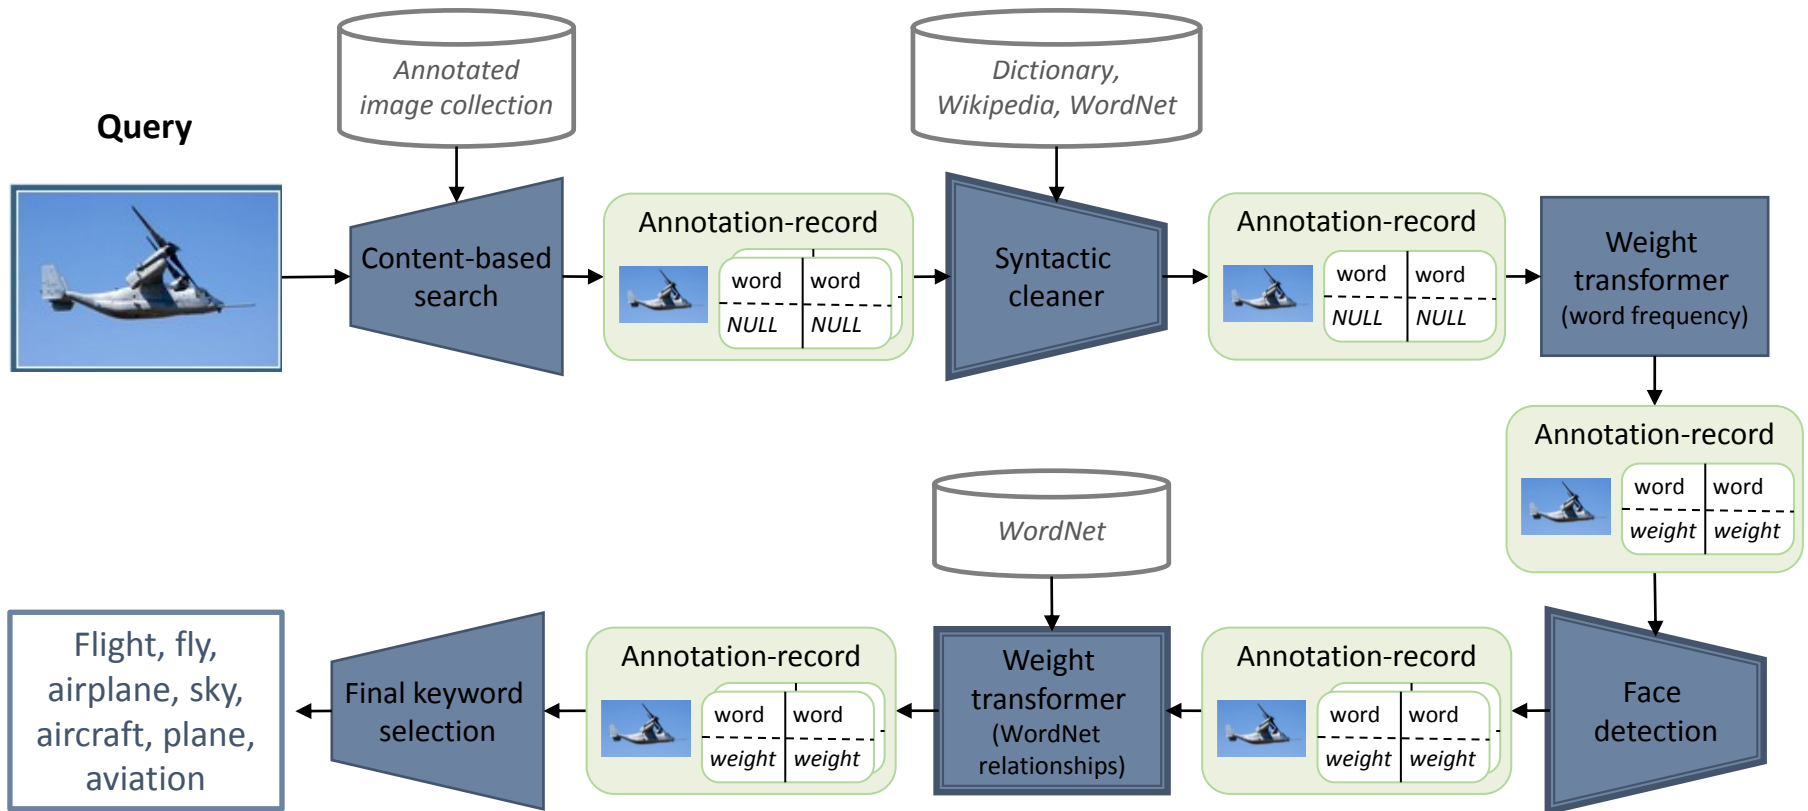 Query
Annotated
image collection
Content-based
search
Annotation-record
word word
NULL NULL
Dictionary,
Wikipedia, WordNet
Syntactic
cleaner
Annotation-record
word word
NULL NULL
Weight
transformer
(word frequency)
Annotation-record
word word
weight weight
Face
detection
Annotation-record
word word
weight weight
WordNet
Weight
transformer
(WordNet
relationships)
Annotation-record
word word
weight weight
Final keyword
selection
Flight, fly,
airplane, sky,
aircraft, plane,
aviation